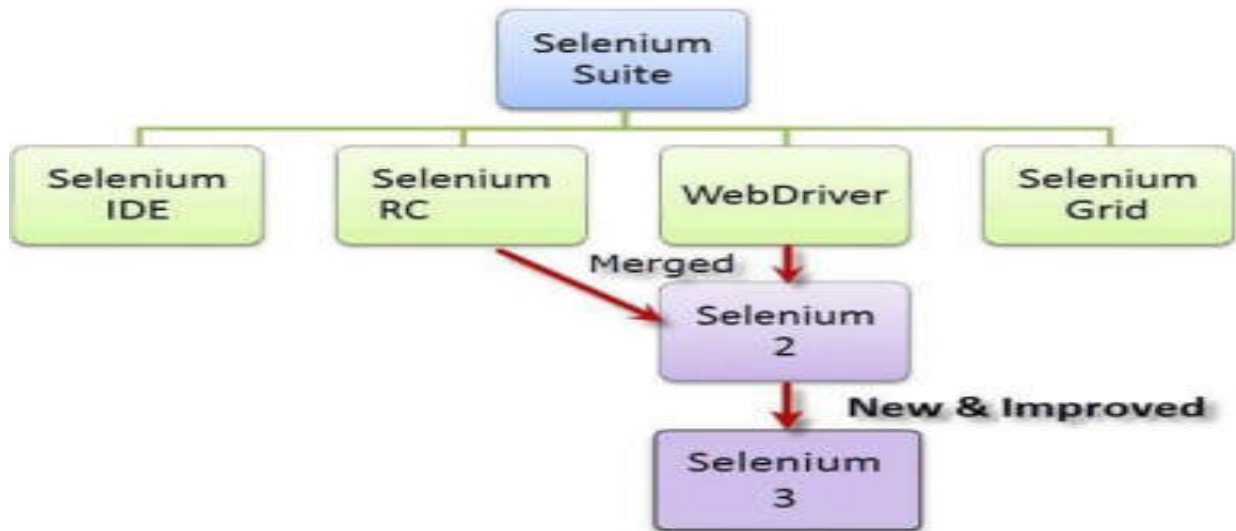 Selenium
Suite
Selenium
IDE
Selenium
RC
WebDriver
Selenium
Grid
Merged
Selenium
2
New & Improved
Selenium
3